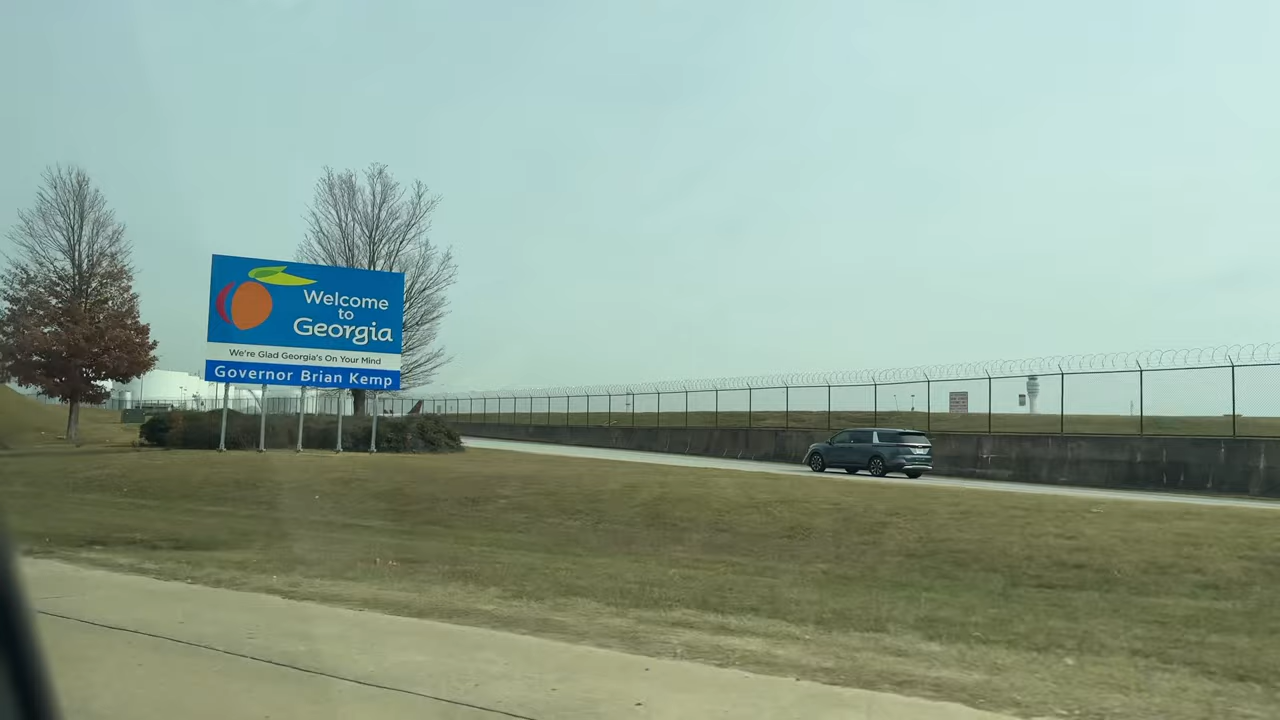 Welcome
to
Georgia
We're Glad Georgia's On Your Mind
Governor Brian Kemp